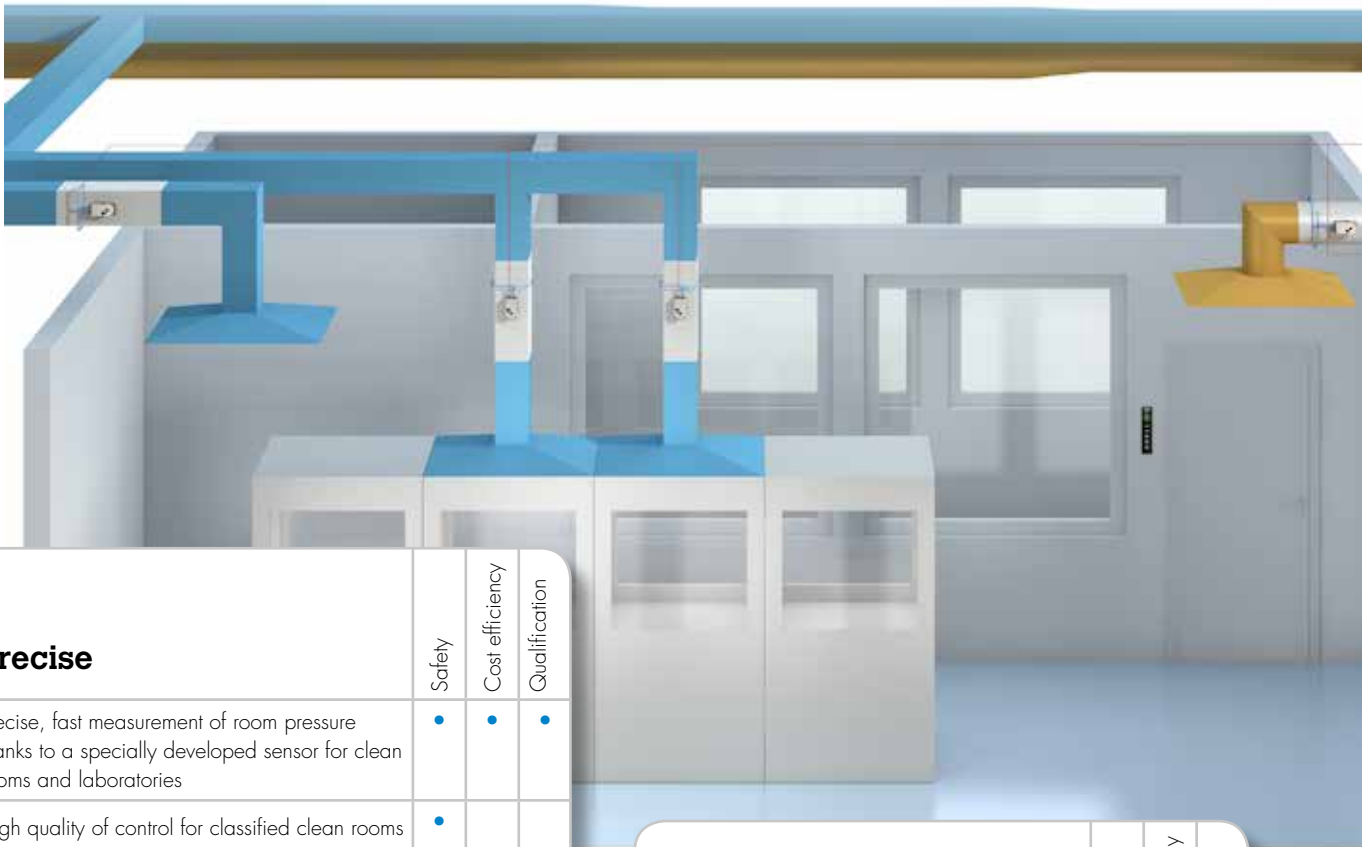 Safety
Cost efficiency
Qualification
recise
ecise, fast measurement of room pressure
anks to a specially developed sensor for clean
oms and laboratories
gh quality of control for classified clean rooms
y